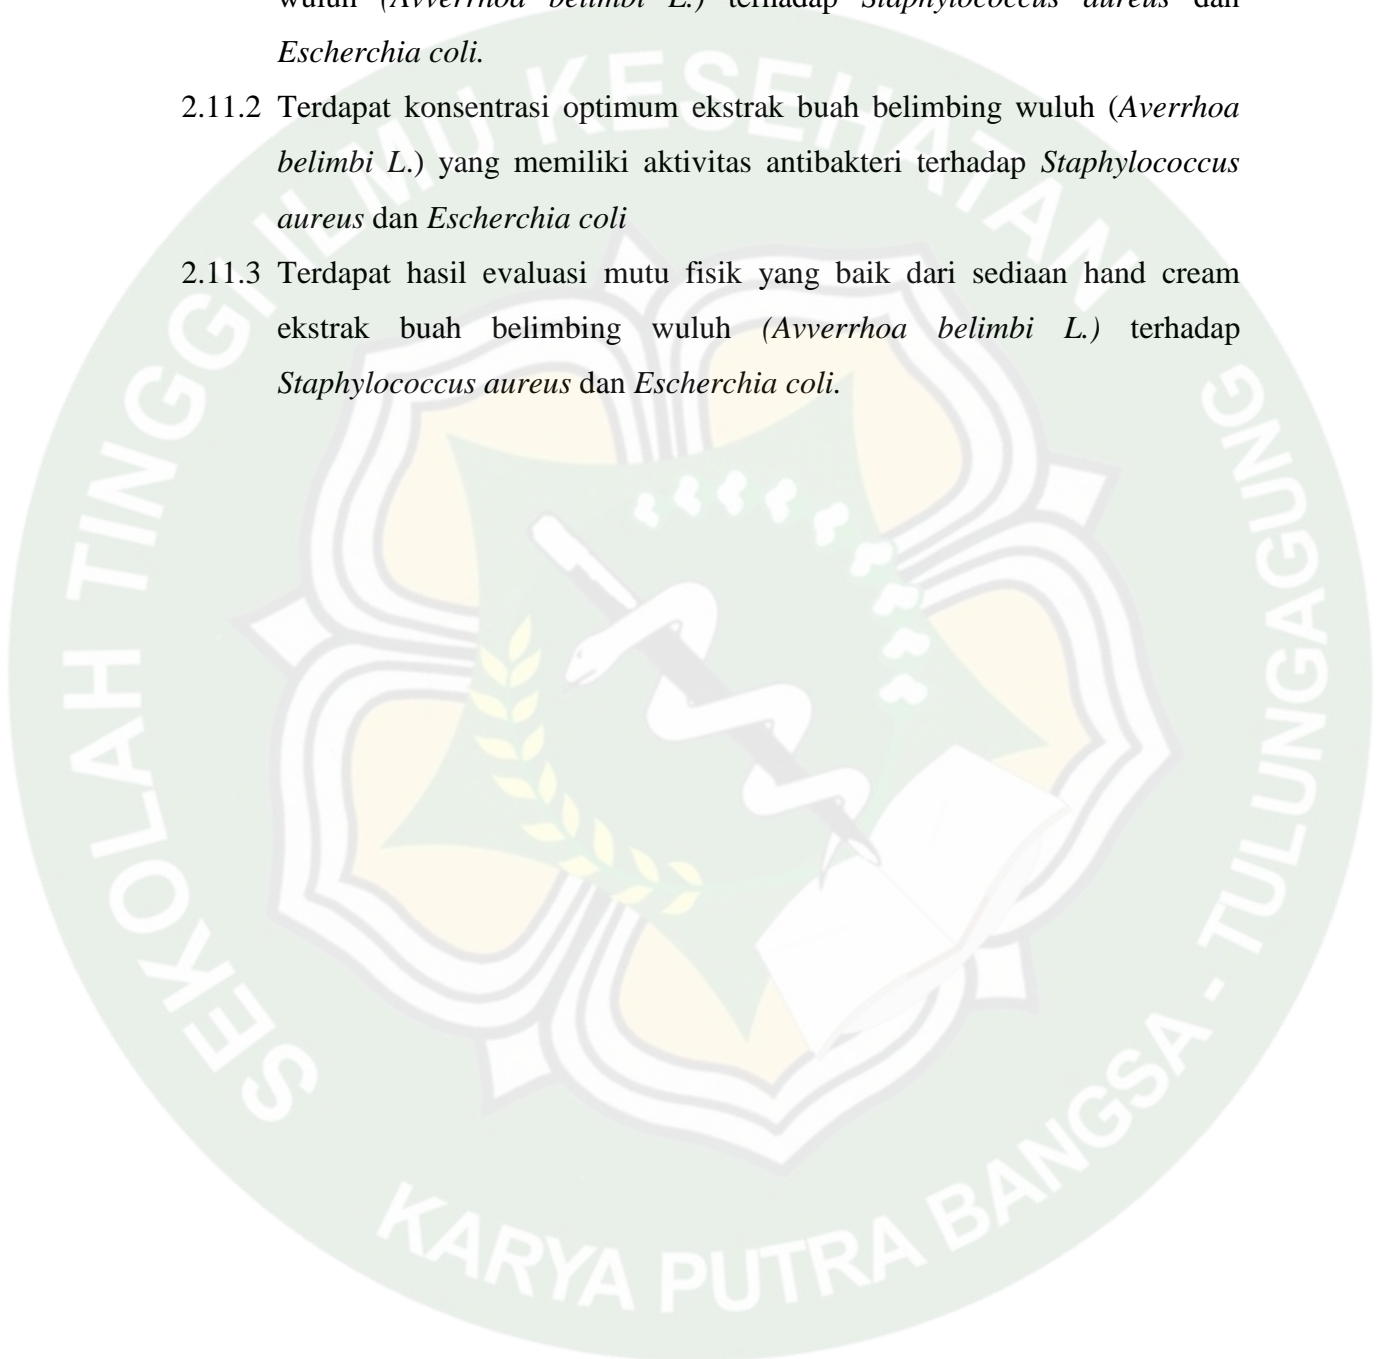 wuluh (Avverrhoa belimbi L.) terhadap Staphylococcus aureus dan
Escherchia coli.
2.11.2 Terdapat konsentrasi optimum ekstrak buah belimbing wuluh (Averrhoa
belimbi L.) yang memiliki aktivitas antibakteri terhadap Staphylococcus
aureus dan Escherchia coli
2.11.3 Terdapat hasil evaluasi mutu fisik yang baik dari sediaan hand cream
ekstrak buah belimbing wuluh (Avverrhoa belimbi L.) terhadap
Staphylococcus aureus dan Escherchia coli.
SEKOLAH TINGGI ILMU KESEHATAN
KARYA PUTRA BANGSA - TULUNGAGUNG